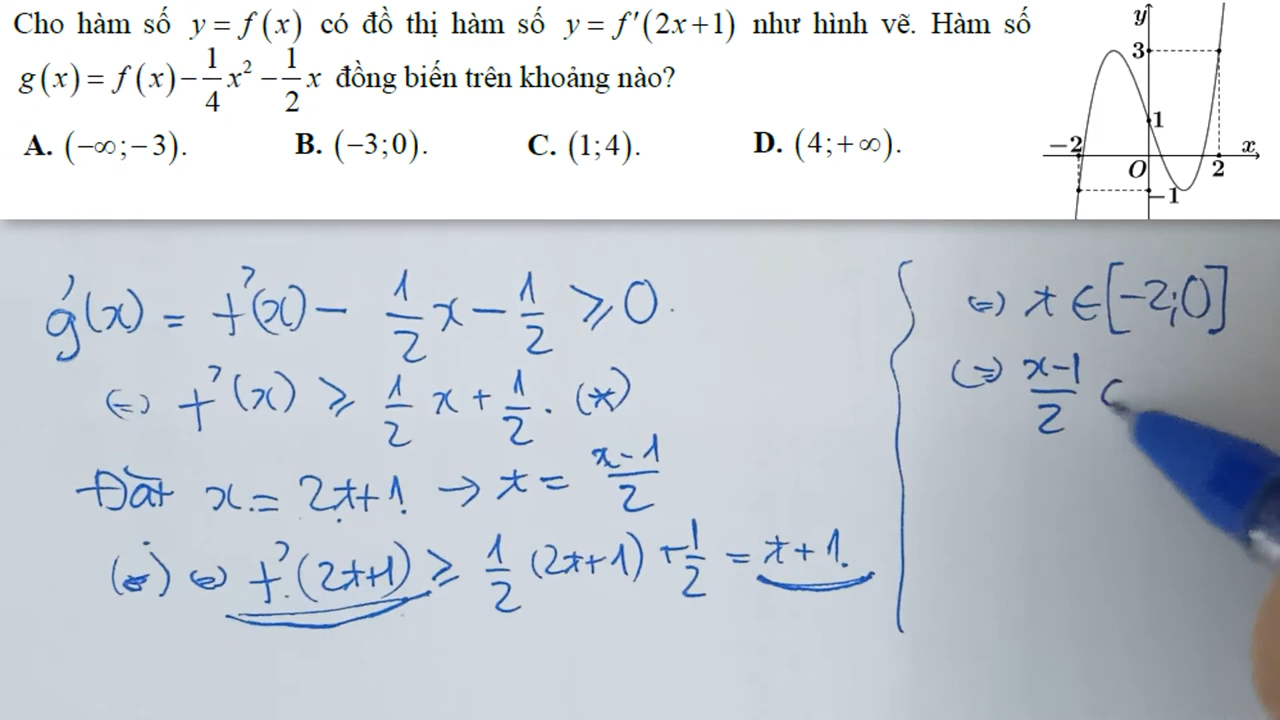 Cho hàm số y = f(x) có đồ thị hàm số y = f'(2x+1) như hình vẽ. Hàm số
g(x) = f(x) − 1/4 x² − 1/2 x đồng biến trên khoảng nào?
A. (−∞;−3). B. (−3;0). C. (1;4). D. (4;+∞).
y
3
1
−2
O
2
x
−1
g'(x) = f'(x) − 1/2 x − 1/2 ≥ 0.
⇔ f'(x) ≥ 1/2 x + 1/2. (*)
Đặt x = 2t+1. → t = (x−1)/2
(*) ⇔ f'(2t+1) ≥ 1/2 (2t+1) + 1/2 = t+1.
⇔ t ∈ [−2;0]
⇔ (x−1)/2